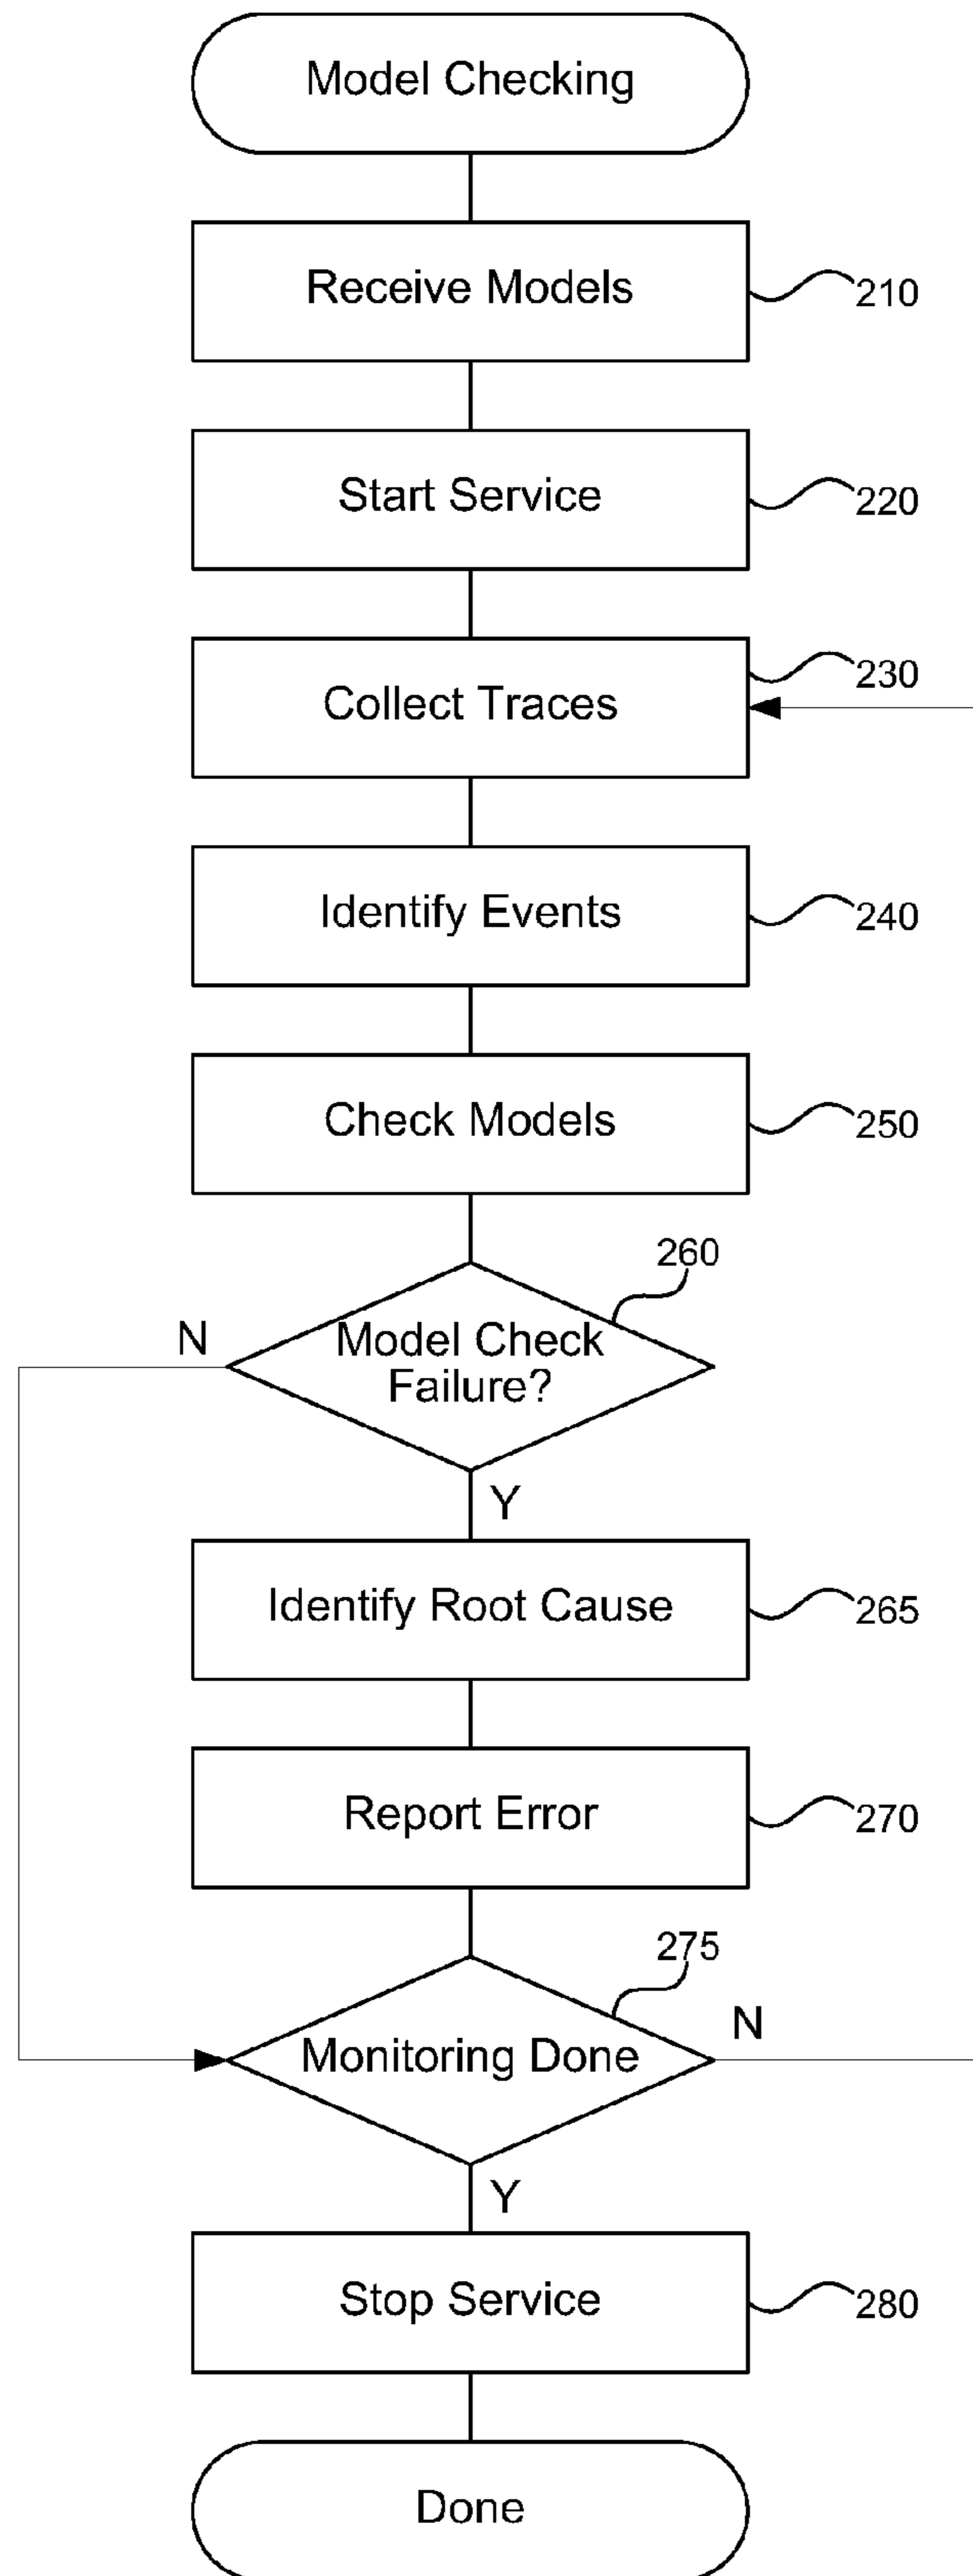 Model Checking
Receive Models
210
Start Service
220
Collect Traces
230
Identify Events
240
Check Models
250
260
N
Model Check
Failure?
Y
Identify Root Cause
265
Report Error
270
275
N
Monitoring Done
Y
Stop Service
280
Done